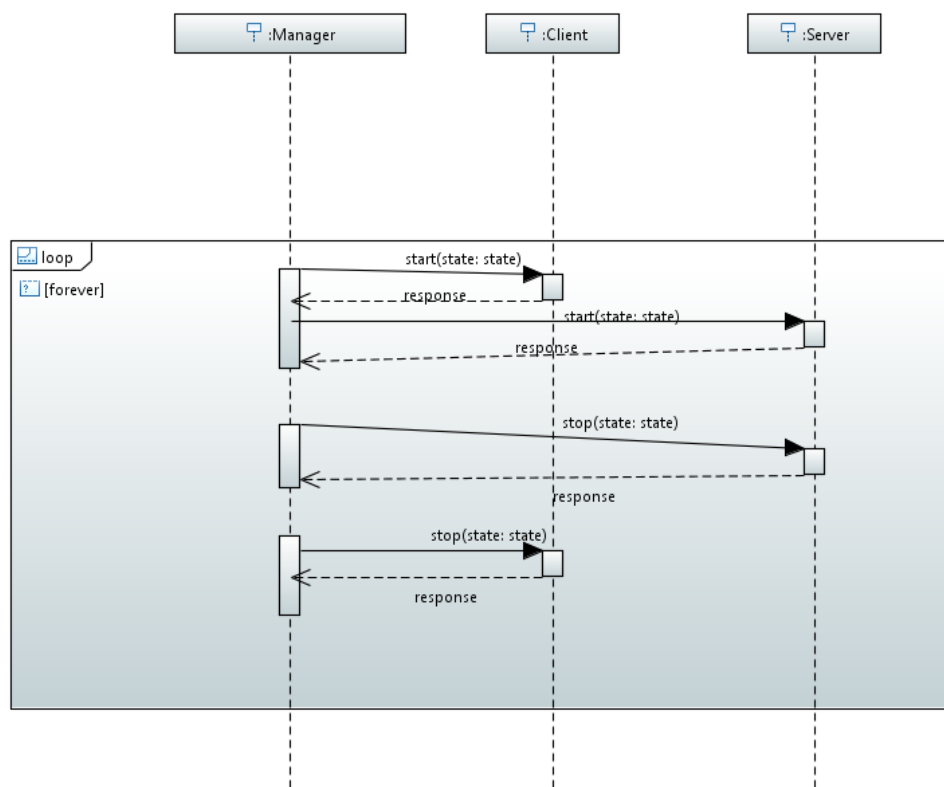 :Manager
:Client
:Server
loop
[forever]
start(state: state)
response
start(state: state)
response
stop(state: state)
response
stop(state: state)
response